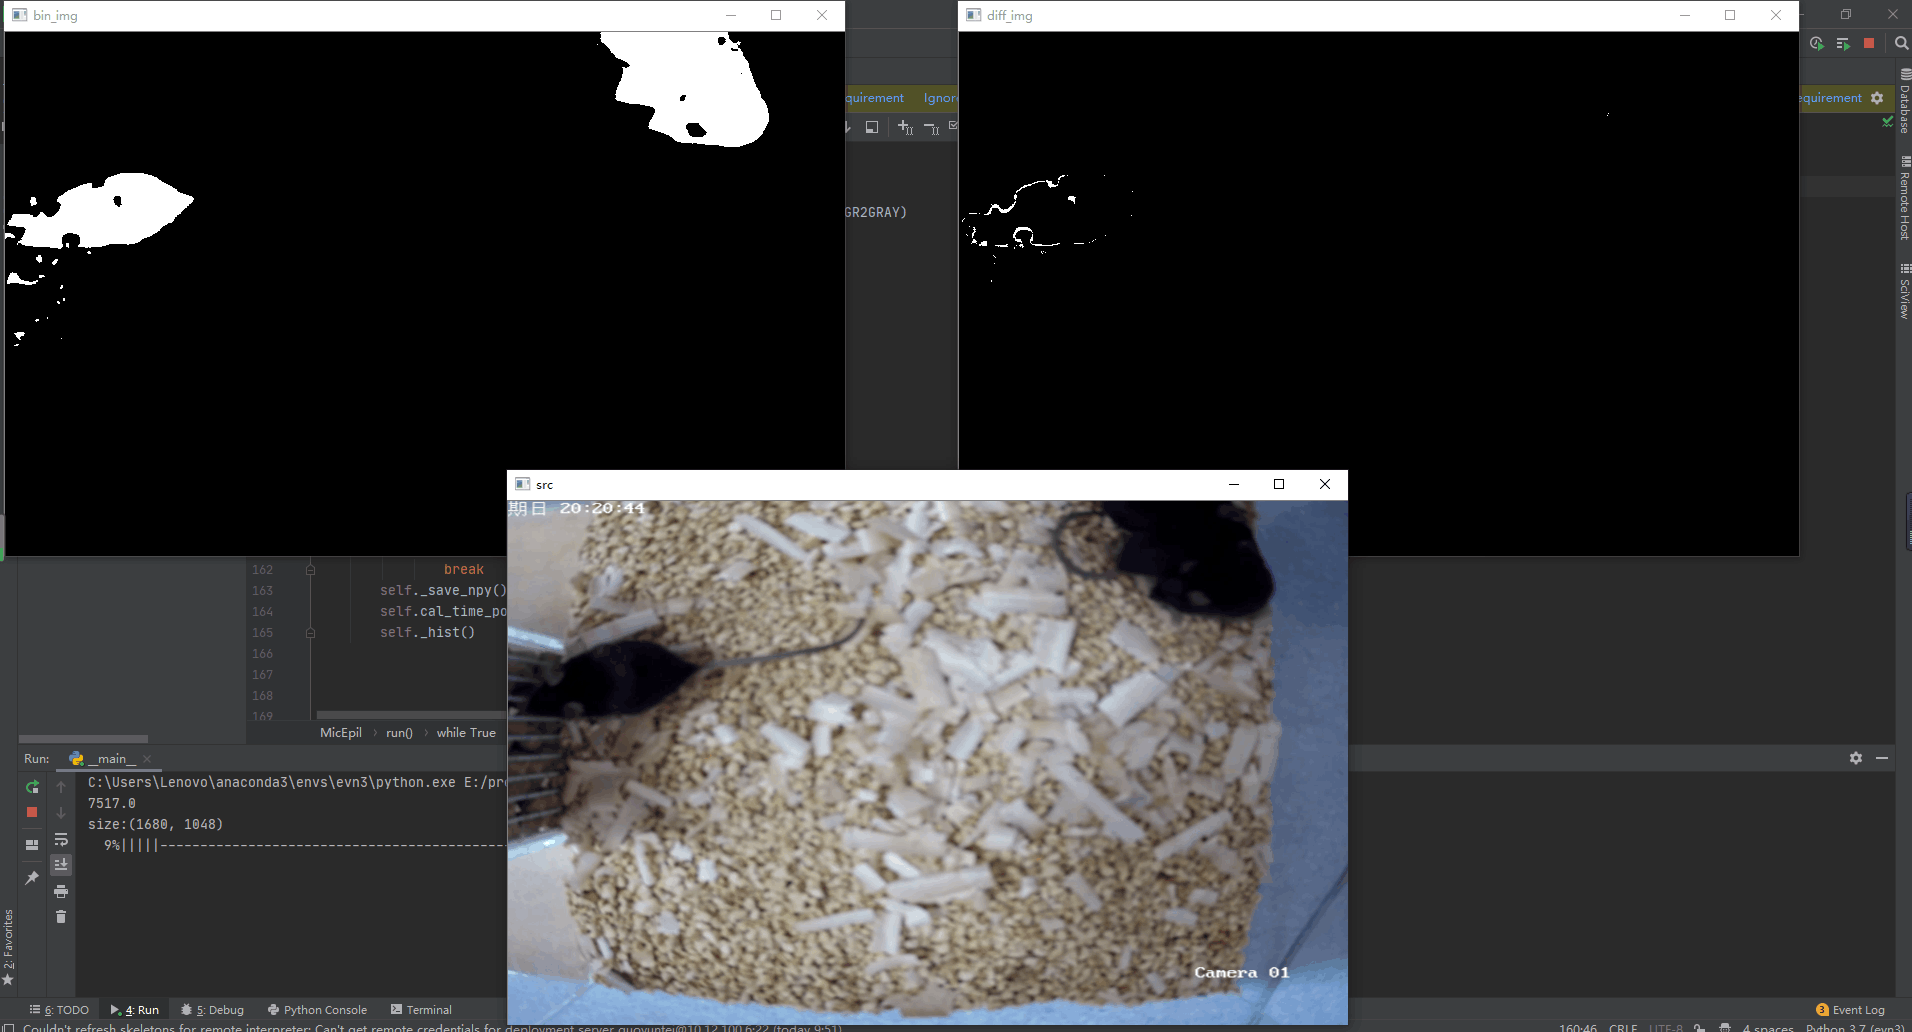 bin_img
diff_img
quirement Ignor
equirement
Database
Remote Host
SciView
GR2GRAY)
src
期日 20:20:44
162 break
163 self._save_npy()
164 self.cal_time_po
165 self._hist()
166
167
168
169
MicEpil › run() › while True
Run: __main__
C:\Users\Lenovo\anaconda3\envs\evn3\python.exe E:/pr
7517.0
size:(1680, 1048)
9%|||||------------------------------------------
Camera 01
2: Favorites
6: TODO 4: Run 5: Debug Python Console Terminal
3 Event Log
Couldn't refresh skeletons for remote interpreter: Can't get remote credentials for deployment server guoyuntei@10.12.100.6:22 (today 9:51)
160:46 CRLF UTF-8 4 spaces Python 3.7 (evn3)